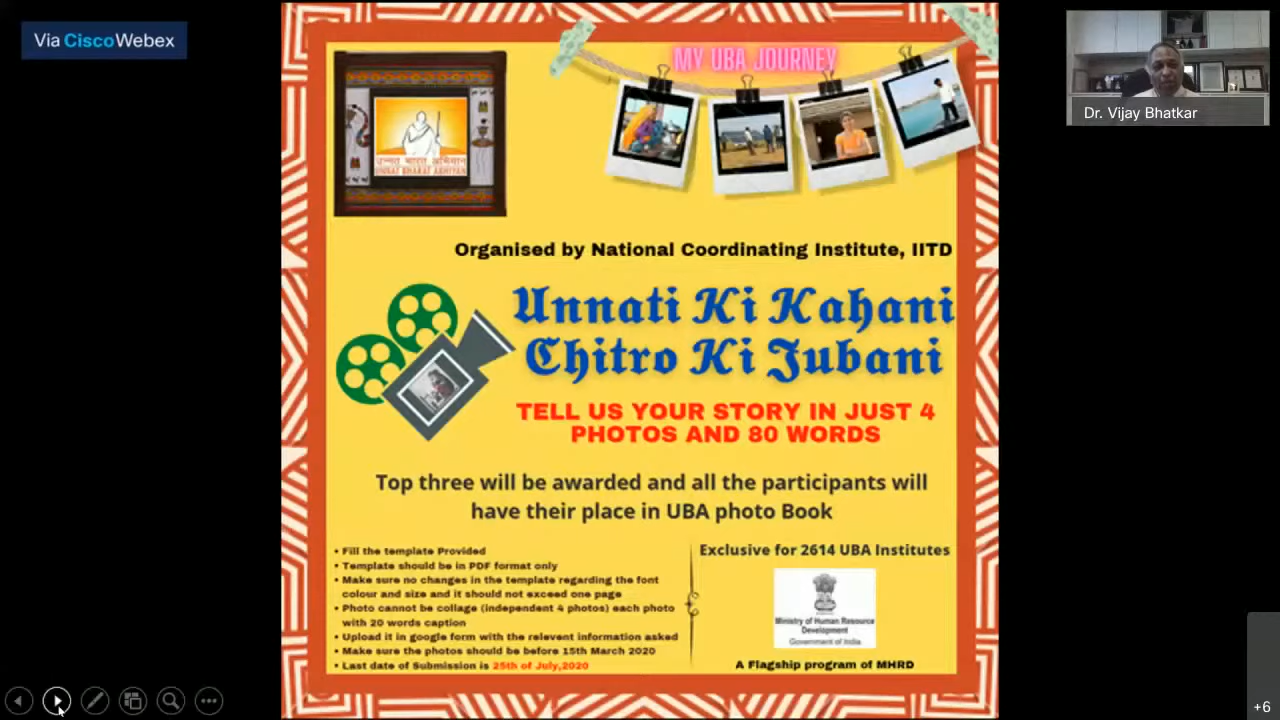 Via CiscoWebex
MY UBA JOURNEY
Dr. Vijay Bhatkar
उन्नत भारत अभियान
UNNAT BHARAT ABHIYAN
Organised by National Coordinating Institute, IITD
Unnati Ki Kahani
Chitro Ki Jubani
TELL US YOUR STORY IN JUST 4
PHOTOS AND 80 WORDS
Top three will be awarded and all the participants will
have their place in UBA photo Book
• Fill the template Provided
• Template should be in PDF format only
• Make sure no changes in the template regarding the font
colour and size and it should not exceed one page
• Photo cannot be collage (independent 4 photos) each photo
with 20 words caption
• Upload it in google form with the relevent information asked
• Make sure the photos should be before 15th March 2020
• Last date of Submission is 25th of July,2020
Exclusive for 2614 UBA Institutes
Ministry of Human Resource
Development
Government of India
A Flagship program of MHRD
+6